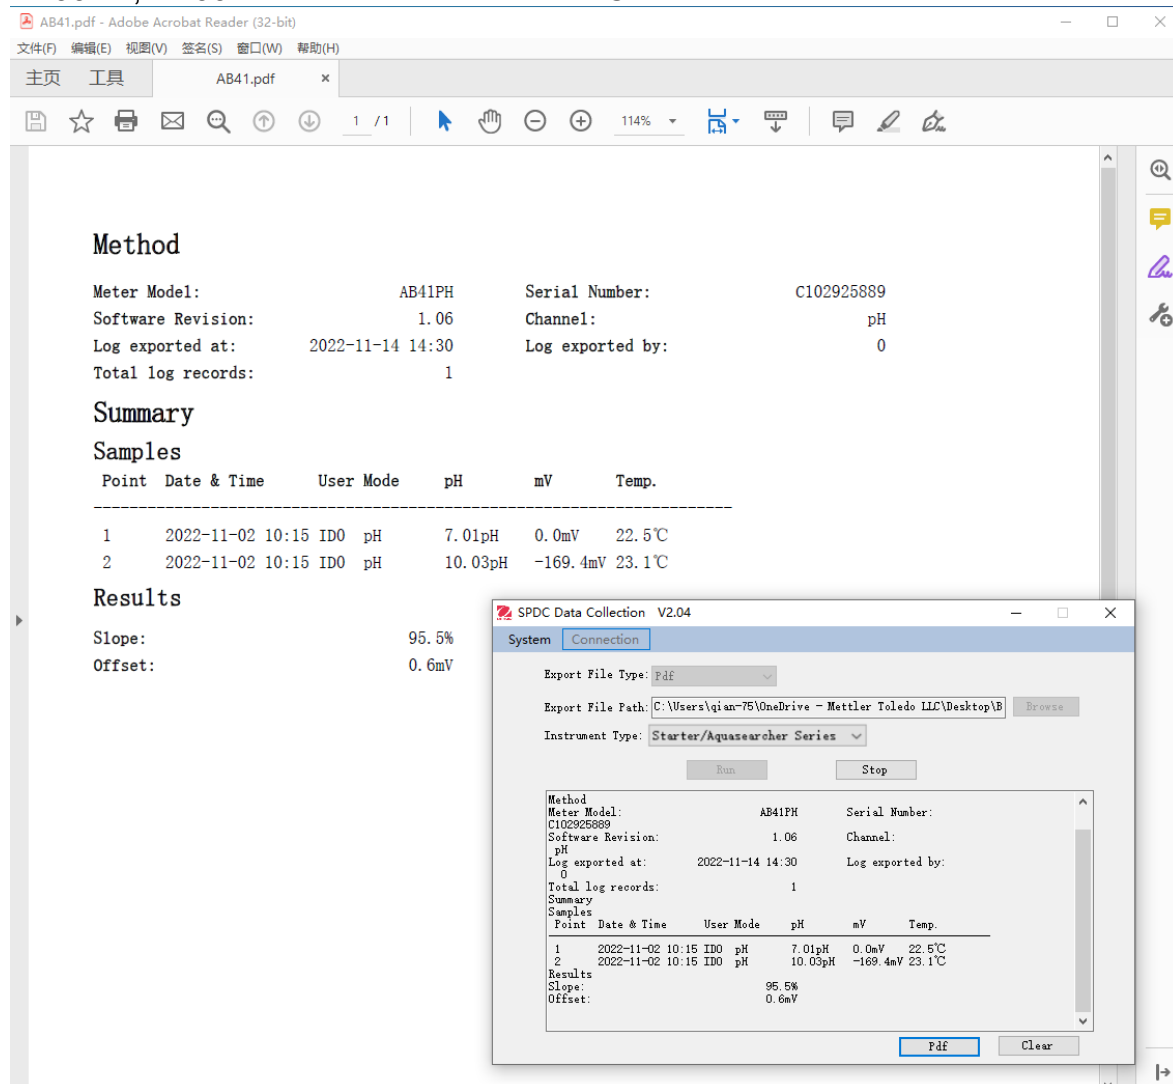 AB41.pdf - Adobe Acrobat Reader (32-bit)
文件(F) 编辑(E) 视图(V) 签名(S) 窗口(W) 帮助(H)
主页 工具 AB41.pdf ×
1 / 1 114%
Method
Meter Model: AB41PH Serial Number: C102925889
Software Revision: 1.06 Channel: pH
Log exported at: 2022-11-14 14:30 Log exported by: 0
Total log records: 1
Summary
Samples
Point Date & Time User Mode pH mV Temp.
1 2022-11-02 10:15 ID0 pH 7.01pH 0.0mV 22.5℃
2 2022-11-02 10:15 ID0 pH 10.03pH -169.4mV 23.1℃
Results
Slope: 95.5%
Offset: 0.6mV
SPDC Data Collection V2.04
System Connection
Export File Type: Pdf
Export File Path: C:\Users\qian-75\OneDrive - Mettler Toledo LLC\Desktop\B Browse
Instrument Type: Starter/Aquasearcher Series
Run Stop
Method
Meter Model: AB41PH Serial Number:
C102925889
Software Revision: 1.06 Channel:
pH
Log exported at: 2022-11-14 14:30 Log exported by:
0
Total log records: 1
Summary
Samples
Point Date & Time User Mode pH mV Temp.
1 2022-11-02 10:15 ID0 pH 7.01pH 0.0mV 22.5℃
2 2022-11-02 10:15 ID0 pH 10.03pH -169.4mV 23.1℃
Results
Slope: 95.5%
Offset: 0.6mV
Pdf Clear